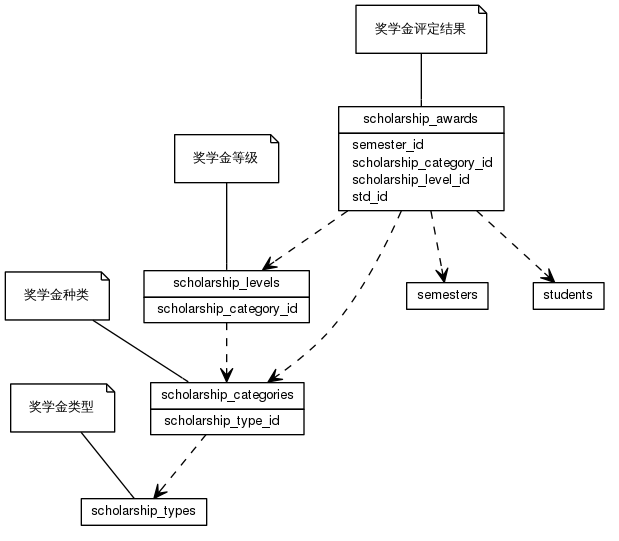 奖学金评定结果
scholarship_awards
semester_id
scholarship_category_id
scholarship_level_id
std_id
奖学金等级
scholarship_levels
scholarship_category_id
semesters
students
奖学金种类
scholarship_categories
scholarship_type_id
奖学金类型
scholarship_types